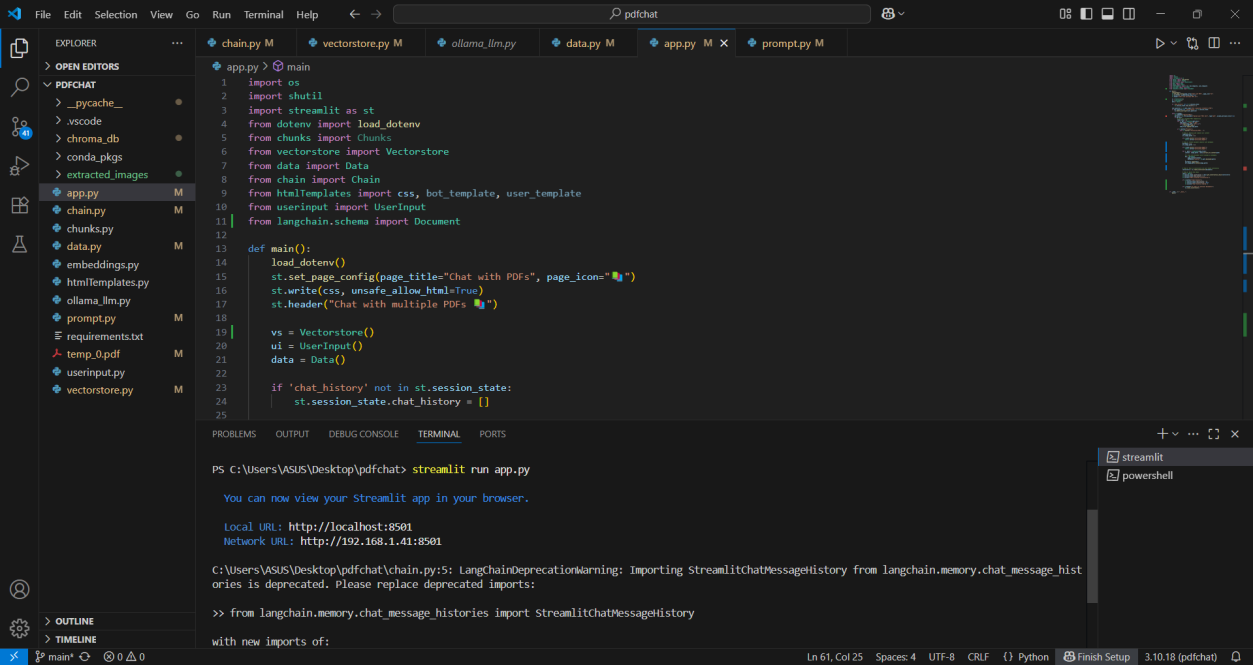 File Edit Selection View Go Run Terminal Help
pdfchat
EXPLORER
OPEN EDITORS
PDFCHAT
__pycache__
.vscode
chroma_db
conda_pkgs
extracted_images
app.py M
chain.py M
chunks.py
data.py M
embeddings.py
htmlTemplates.py
ollama_llm.py
prompt.py M
requirements.txt
temp_0.pdf M
userinput.py
vectorstore.py M
OUTLINE
TIMELINE
41
chain.py M vectorstore.py M ollama_llm.py data.py M app.py M prompt.py M
app.py > main
1 import os
2 import shutil
3 import streamlit as st
4 from dotenv import load_dotenv
5 from chunks import Chunks
6 from vectorstore import Vectorstore
7 from data import Data
8 from chain import Chain
9 from htmlTemplates import css, bot_template, user_template
10 from userinput import UserInput
11 from langchain.schema import Document
12
13 def main():
14 load_dotenv()
15 st.set_page_config(page_title="Chat with PDFs", page_icon="📚")
16 st.write(css, unsafe_allow_html=True)
17 st.header("Chat with multiple PDFs 📚")
18
19 vs = Vectorstore()
20 ui = UserInput()
21 data = Data()
22
23 if 'chat_history' not in st.session_state:
24 st.session_state.chat_history = []
25
PROBLEMS OUTPUT DEBUG CONSOLE TERMINAL PORTS
PS C:\Users\ASUS\Desktop\pdfchat> streamlit run app.py
You can now view your Streamlit app in your browser.
Local URL: http://localhost:8501
Network URL: http://192.168.1.41:8501
C:\Users\ASUS\Desktop\pdfchat\chain.py:5: LangChainDeprecationWarning: Importing StreamlitChatMessageHistory from langchain.memory.chat_message_hist
ories is deprecated. Please replace deprecated imports:
>> from langchain.memory.chat_message_histories import StreamlitChatMessageHistory
with new imports of:
streamlit
powershell
main* 0 0 Ln 61, Col 25 Spaces: 4 UTF-8 CRLF {} Python Finish Setup 3.10.18 (pdfchat)